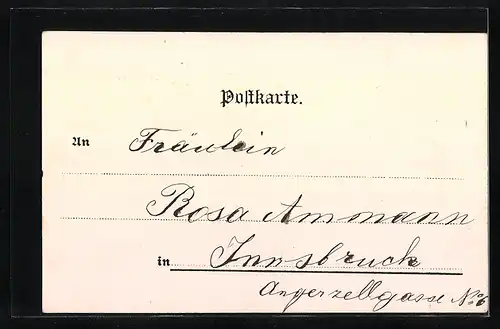 Postkarte.
An Fräulein
Rosa Ammann
in Innsbruck
Angerzellgasse No 6